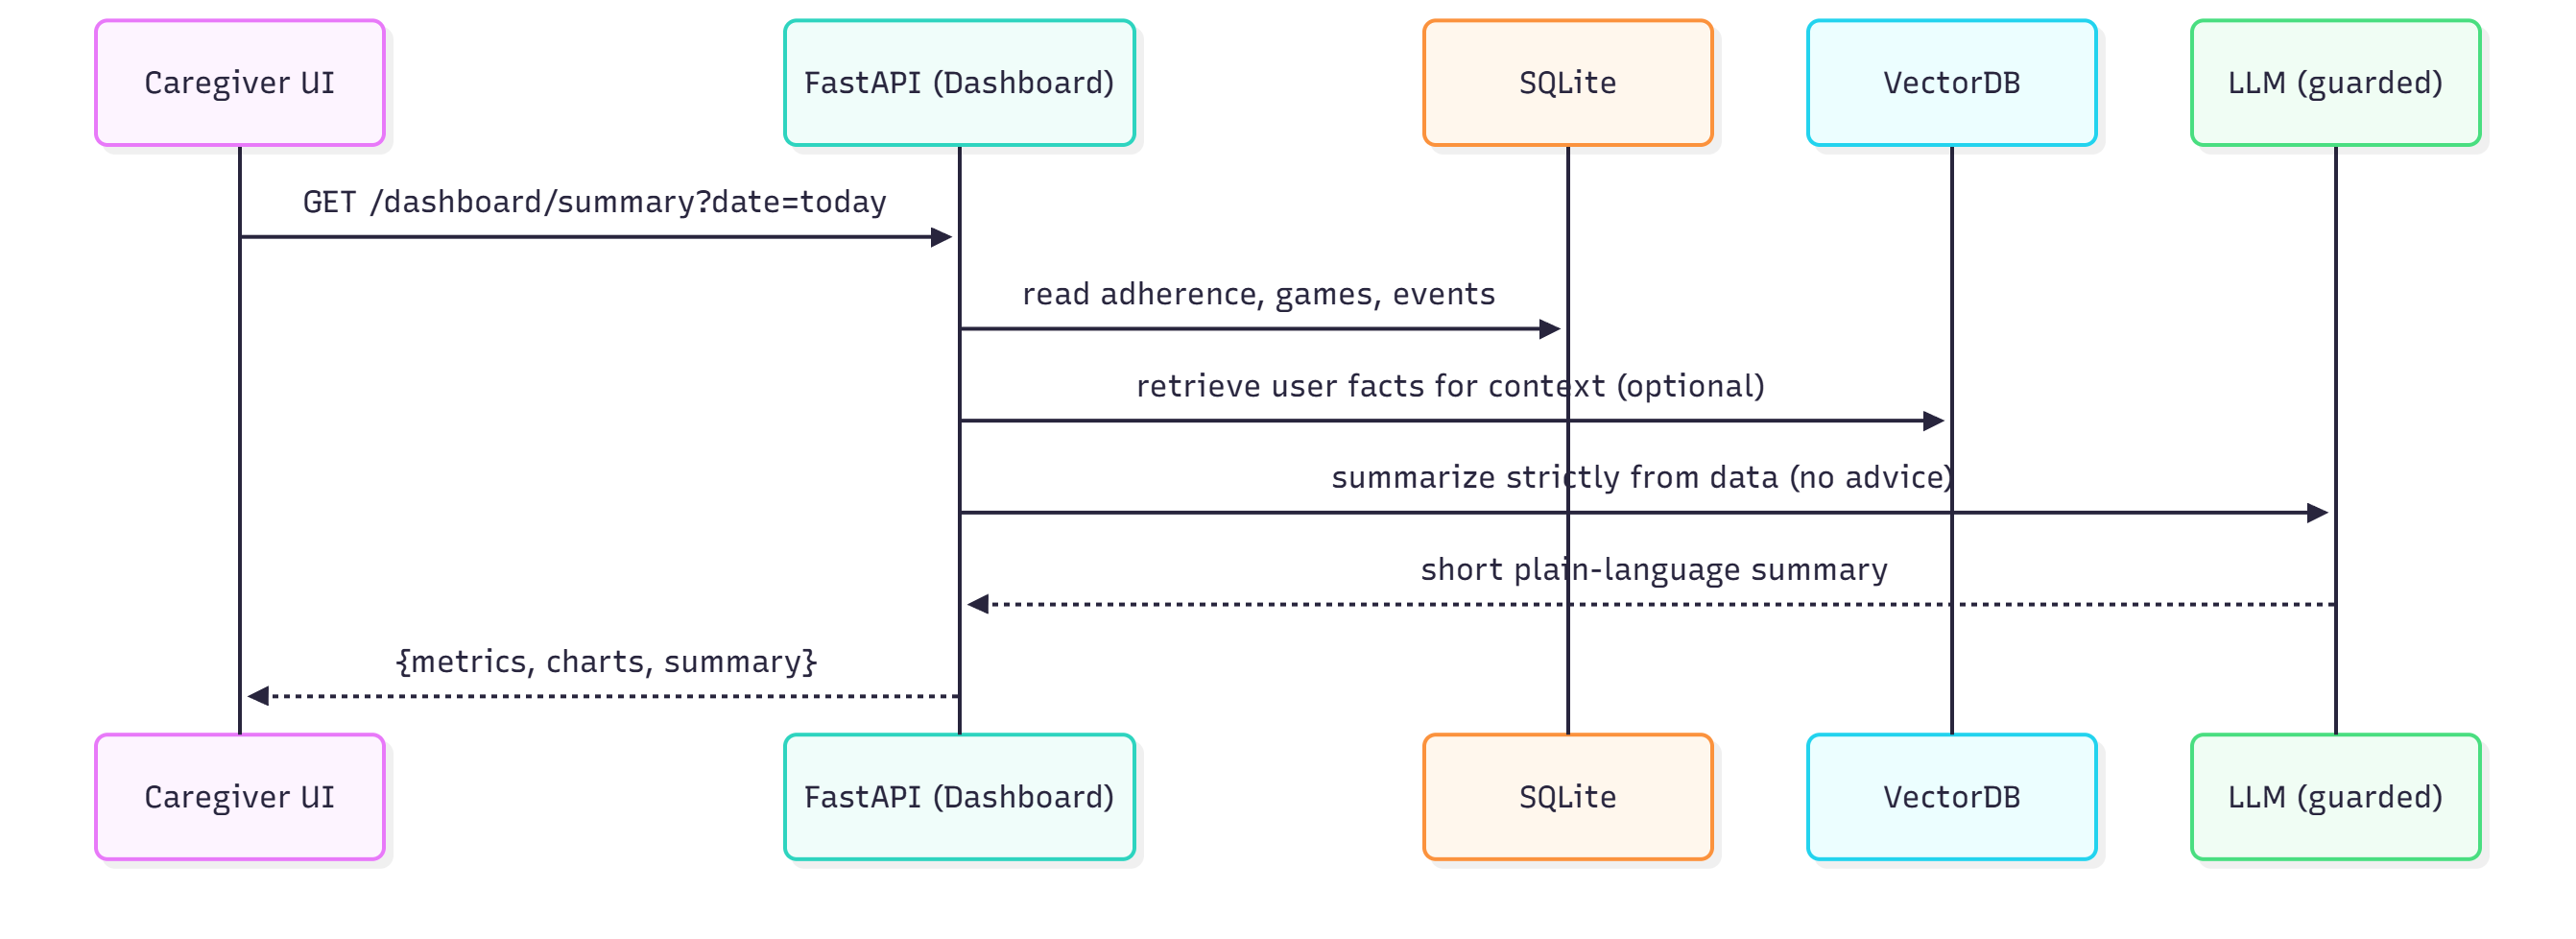 Caregiver UI
FastAPI (Dashboard)
SQLite
VectorDB
LLM (guarded)
GET /dashboard/summary?date=today
read adherence, games, events
retrieve user facts for context (optional)
summarize strictly from data (no advice)
short plain-language summary
{metrics, charts, summary}
Caregiver UI
FastAPI (Dashboard)
SQLite
VectorDB
LLM (guarded)